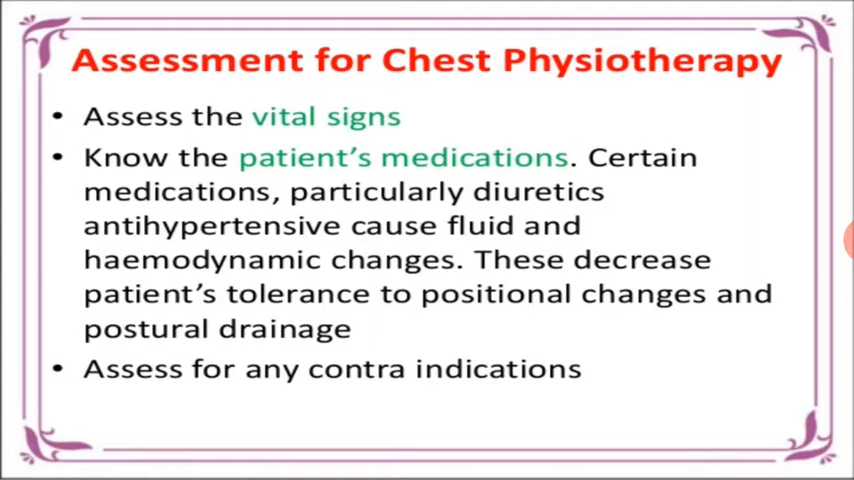 Assessment for Chest Physiotherapy
• Assess the vital signs
• Know the patient's medications. Certain
medications, particularly diuretics
antihypertensive cause fluid and
haemodynamic changes. These decrease
patient's tolerance to positional changes and
postural drainage
• Assess for any contra indications